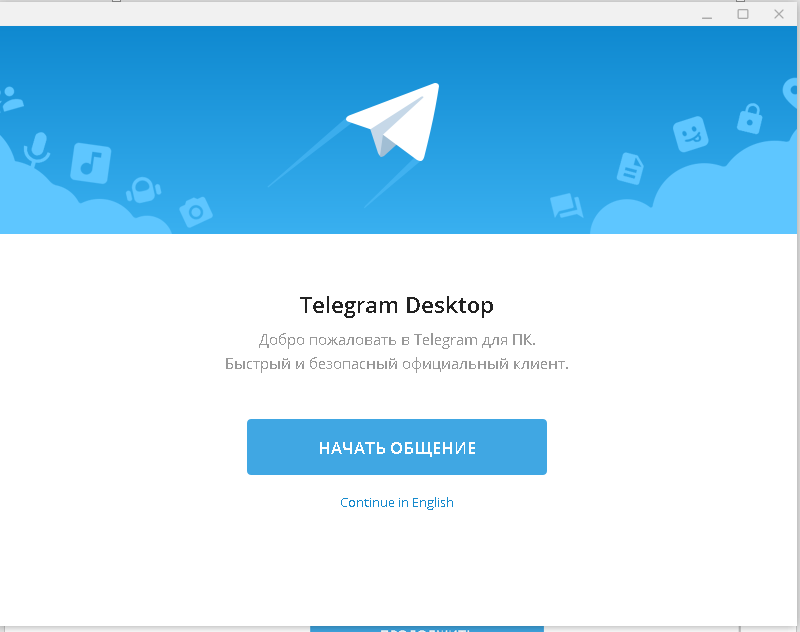 Telegram Desktop
Добро пожаловать в Telegram для ПК.
Быстрый и безопасный официальный клиент.
НАЧАТЬ ОБЩЕНИЕ
Continue in English